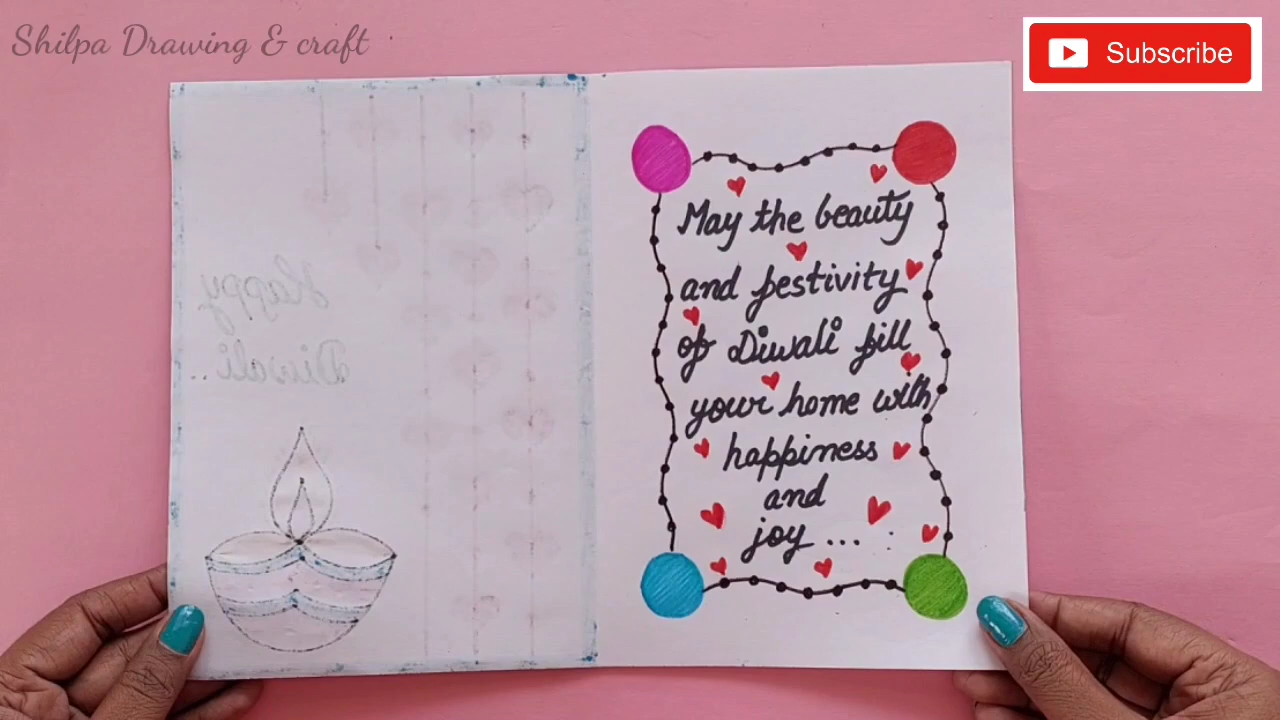 Shilpa Drawing & craft
Subscribe
Happy
Diwali..
May the beauty
and festivity
of Diwali fill
your home with
happiness
and
joy ...